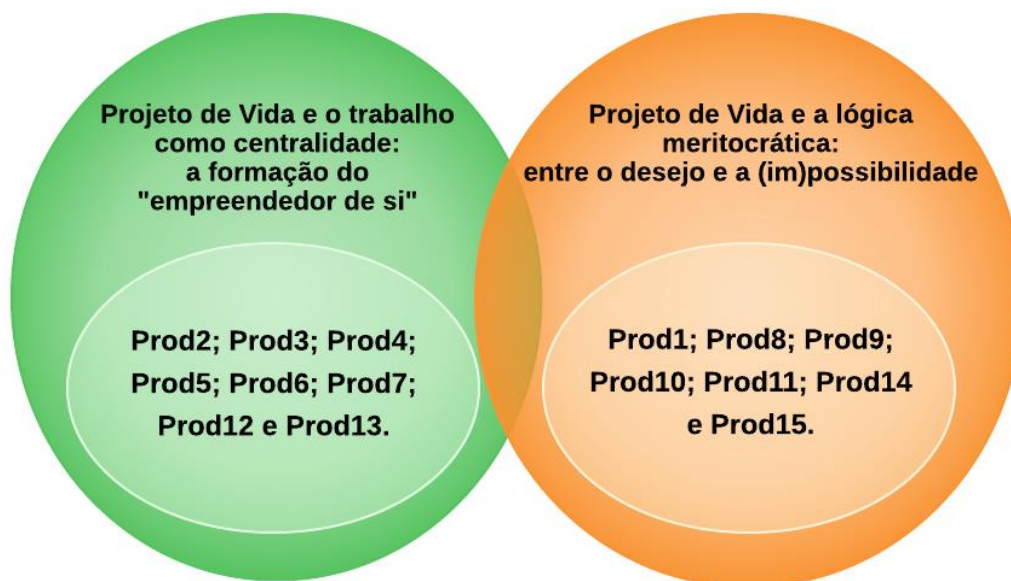 Projeto de Vida e o trabalho
como centralidade:
a formação do
"empreendedor de si"
Prod2; Prod3; Prod4;
Prod5; Prod6; Prod7;
Prod12 e Prod13.
Projeto de Vida e a lógica
meritocrática:
entre o desejo e a (im)possibilidade
Prod1; Prod8; Prod9;
Prod10; Prod11; Prod14
e Prod15.